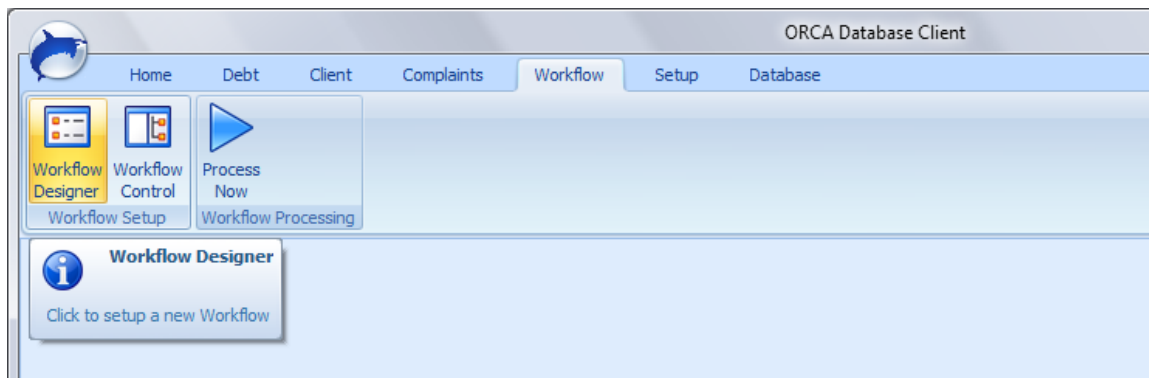 ORCA Database Client
Home Debt Client Complaints Workflow Setup Database
Workflow Designer
Workflow Control
Process Now
Workflow Setup
Workflow Processing
Workflow Designer
Click to setup a new Workflow